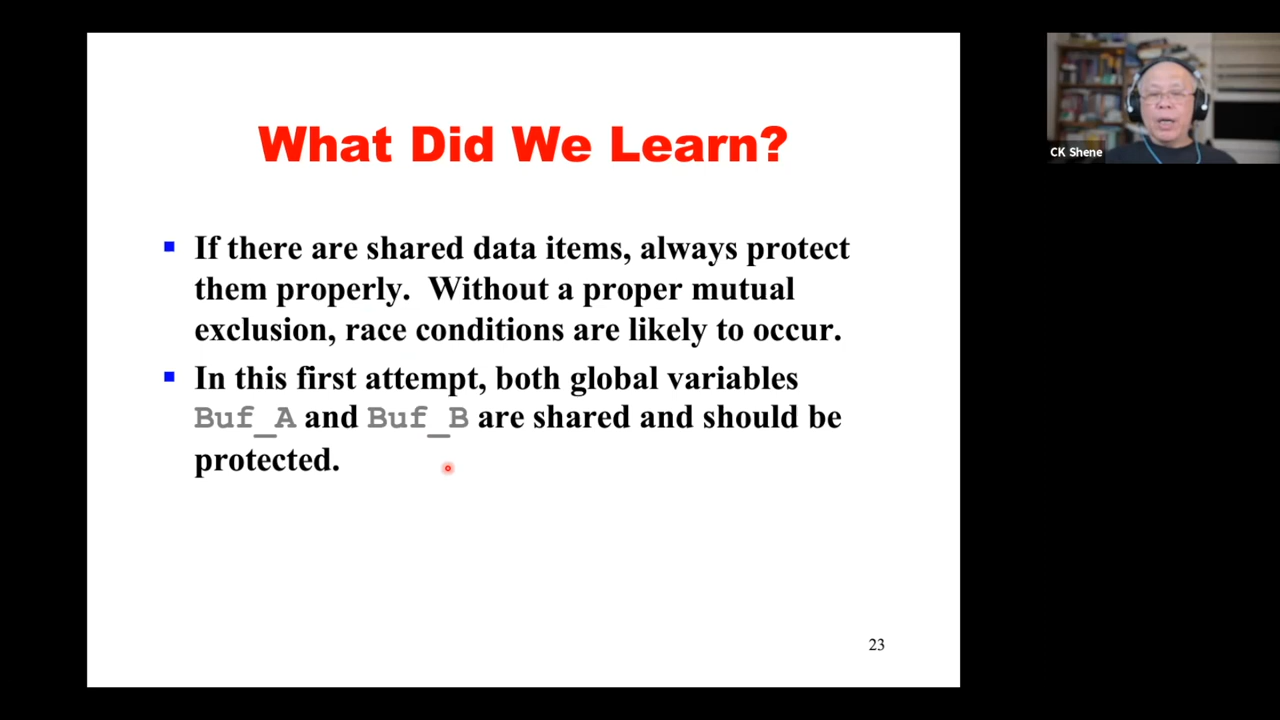 What Did We Learn?
If there are shared data items, always protect
them properly. Without a proper mutual
exclusion, race conditions are likely to occur.
In this first attempt, both global variables
Buf_A and Buf_B are shared and should be
protected.
23
CK Shene